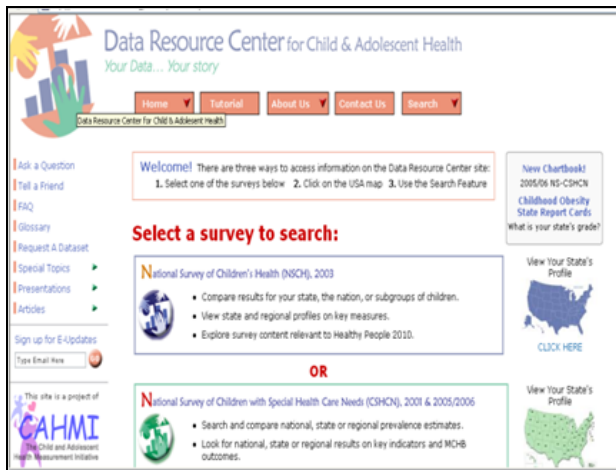 Data Resource Center for Child & Adolescent Health
Your Data... Your story
Home
Tutorial
About Us
Contact Us
Search
Data Resource Center for Child & Adolesent Health
Ask a Question
Tell a Friend
FAQ
Glossary
Request A Dataset
Special Topics
Presentations
Articles
Sign up for E-Updates
Type Email Here
This site is a project of
CAHMI
The Child and Adolescent
Health Measurement Initiative
Welcome! There are three ways to access information on the Data Resource Center site:
1. Select one of the surveys below 2. Click on the USA map 3. Use the Search Feature
Select a survey to search:
National Survey of Children's Health (NSCH), 2003
Compare results for your state, the nation, or subgroups of children.
View state and regional profiles on key measures.
Explore survey content relevant to Healthy People 2010.
OR
National Survey of Children with Special Health Care Needs (CSHCN), 2001 & 2005/2006
Search and compare national, state or regional prevalence estimates.
Look for national, state or regional results on key indicators and MCHB
outcomes.
New Chartbook!
2005/06 NS-CSHCN
Childhood Obesity
State Report Cards
What is your state's grade?
View Your State's
Profile
CLICK HERE
View Your State's
Profile